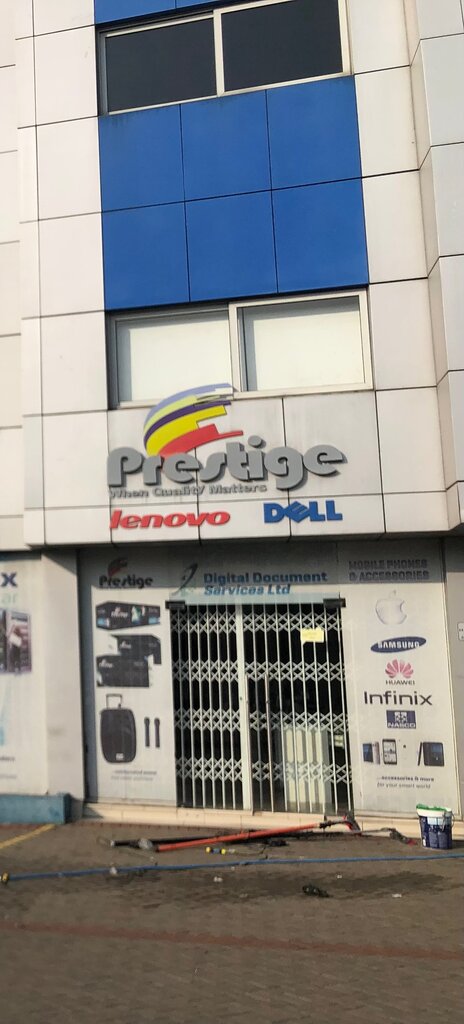 Prestige
When Quality Matters
lenovo
DELL
Prestige
Digital Document
Services Ltd
MOBILE PHONES
& ACCESSORIES
SAMSUNG
HUAWEI
Infinix
NASCO
...accessories & more
for your smart world
x
ar